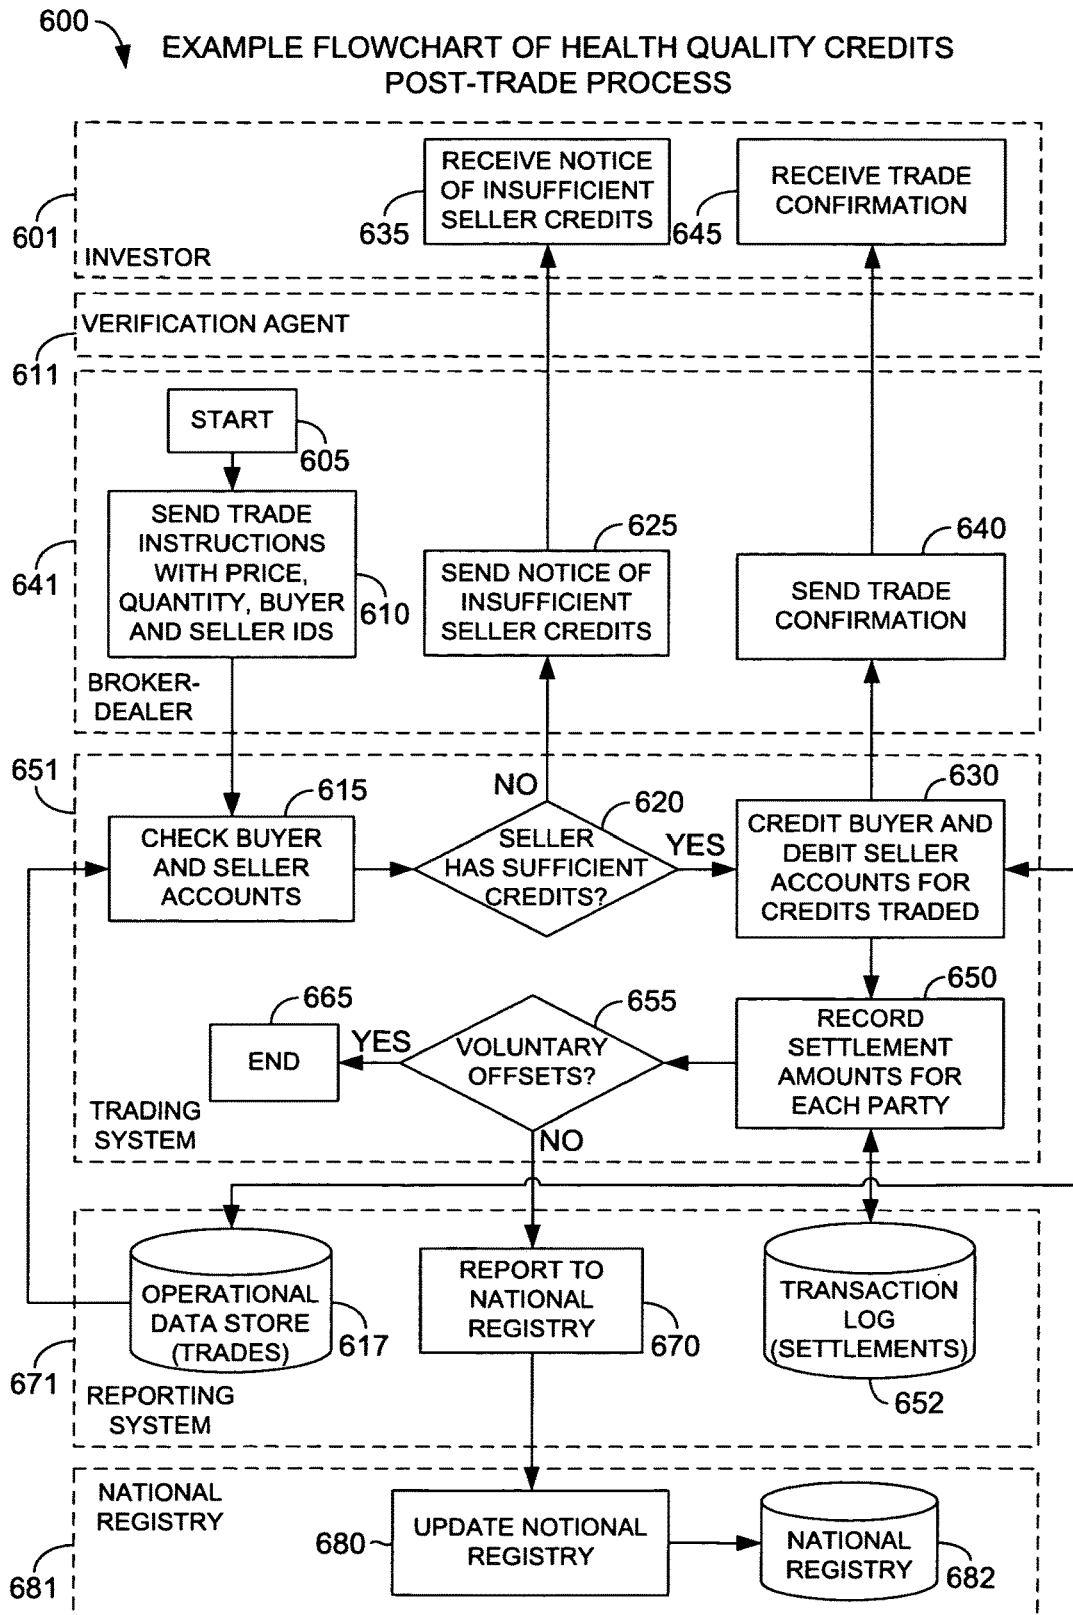 600
EXAMPLE FLOWCHART OF HEALTH QUALITY CREDITS
POST-TRADE PROCESS
RECEIVE NOTICE
OF INSUFFICIENT
SELLER CREDITS
635
RECEIVE TRADE
CONFIRMATION
645
601
INVESTOR
VERIFICATION AGENT
611
START
605
SEND TRADE
INSTRUCTIONS
WITH PRICE,
QUANTITY, BUYER
AND SELLER IDS
610
625
SEND NOTICE OF
INSUFFICIENT
SELLER CREDITS
640
SEND TRADE
CONFIRMATION
641
BROKER-
DEALER
651
615
CHECK BUYER
AND SELLER
ACCOUNTS
NO
620
SELLER
HAS SUFFICIENT
CREDITS?
YES
630
CREDIT BUYER AND
DEBIT SELLER
ACCOUNTS FOR
CREDITS TRADED
650
RECORD
SETTLEMENT
AMOUNTS FOR
EACH PARTY
655
VOLUNTARY
OFFSETS?
YES
665
END
NO
TRADING
SYSTEM
OPERATIONAL
DATA STORE
(TRADES)
617
REPORT TO
NATIONAL
REGISTRY
670
TRANSACTION
LOG
(SETTLEMENTS)
652
671
REPORTING
SYSTEM
NATIONAL
REGISTRY
680
UPDATE NOTIONAL
REGISTRY
NATIONAL
REGISTRY
682
681